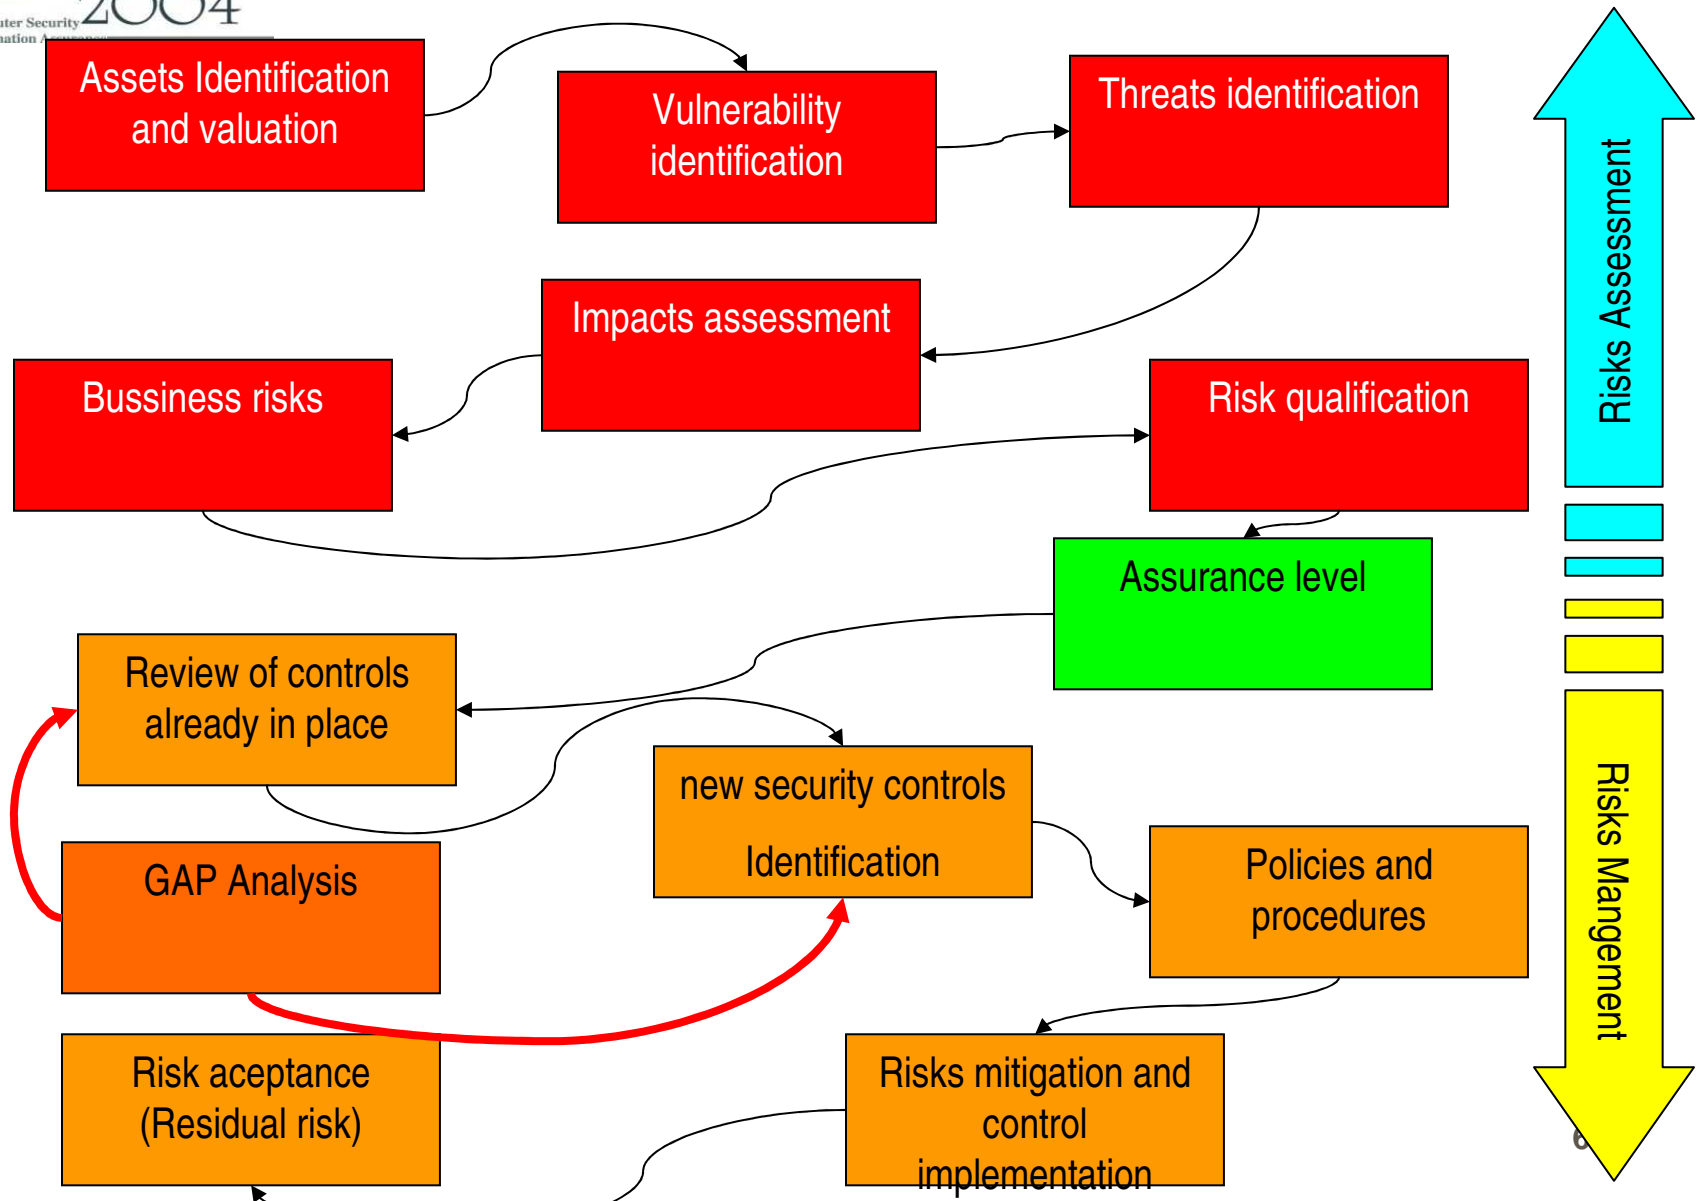 2004
Assets Identification
and valuation
Vulnerability
identification
Threats identification
Impacts assessment
Bussiness risks
Risk qualification
Assurance level
Review of controls
already in place
new security controls
Identification
GAP Analysis
Policies and
procedures
Risk aceptance
(Residual risk)
Risks mitigation and
control
implementation
Risks Assessment
Risks Mangement
6